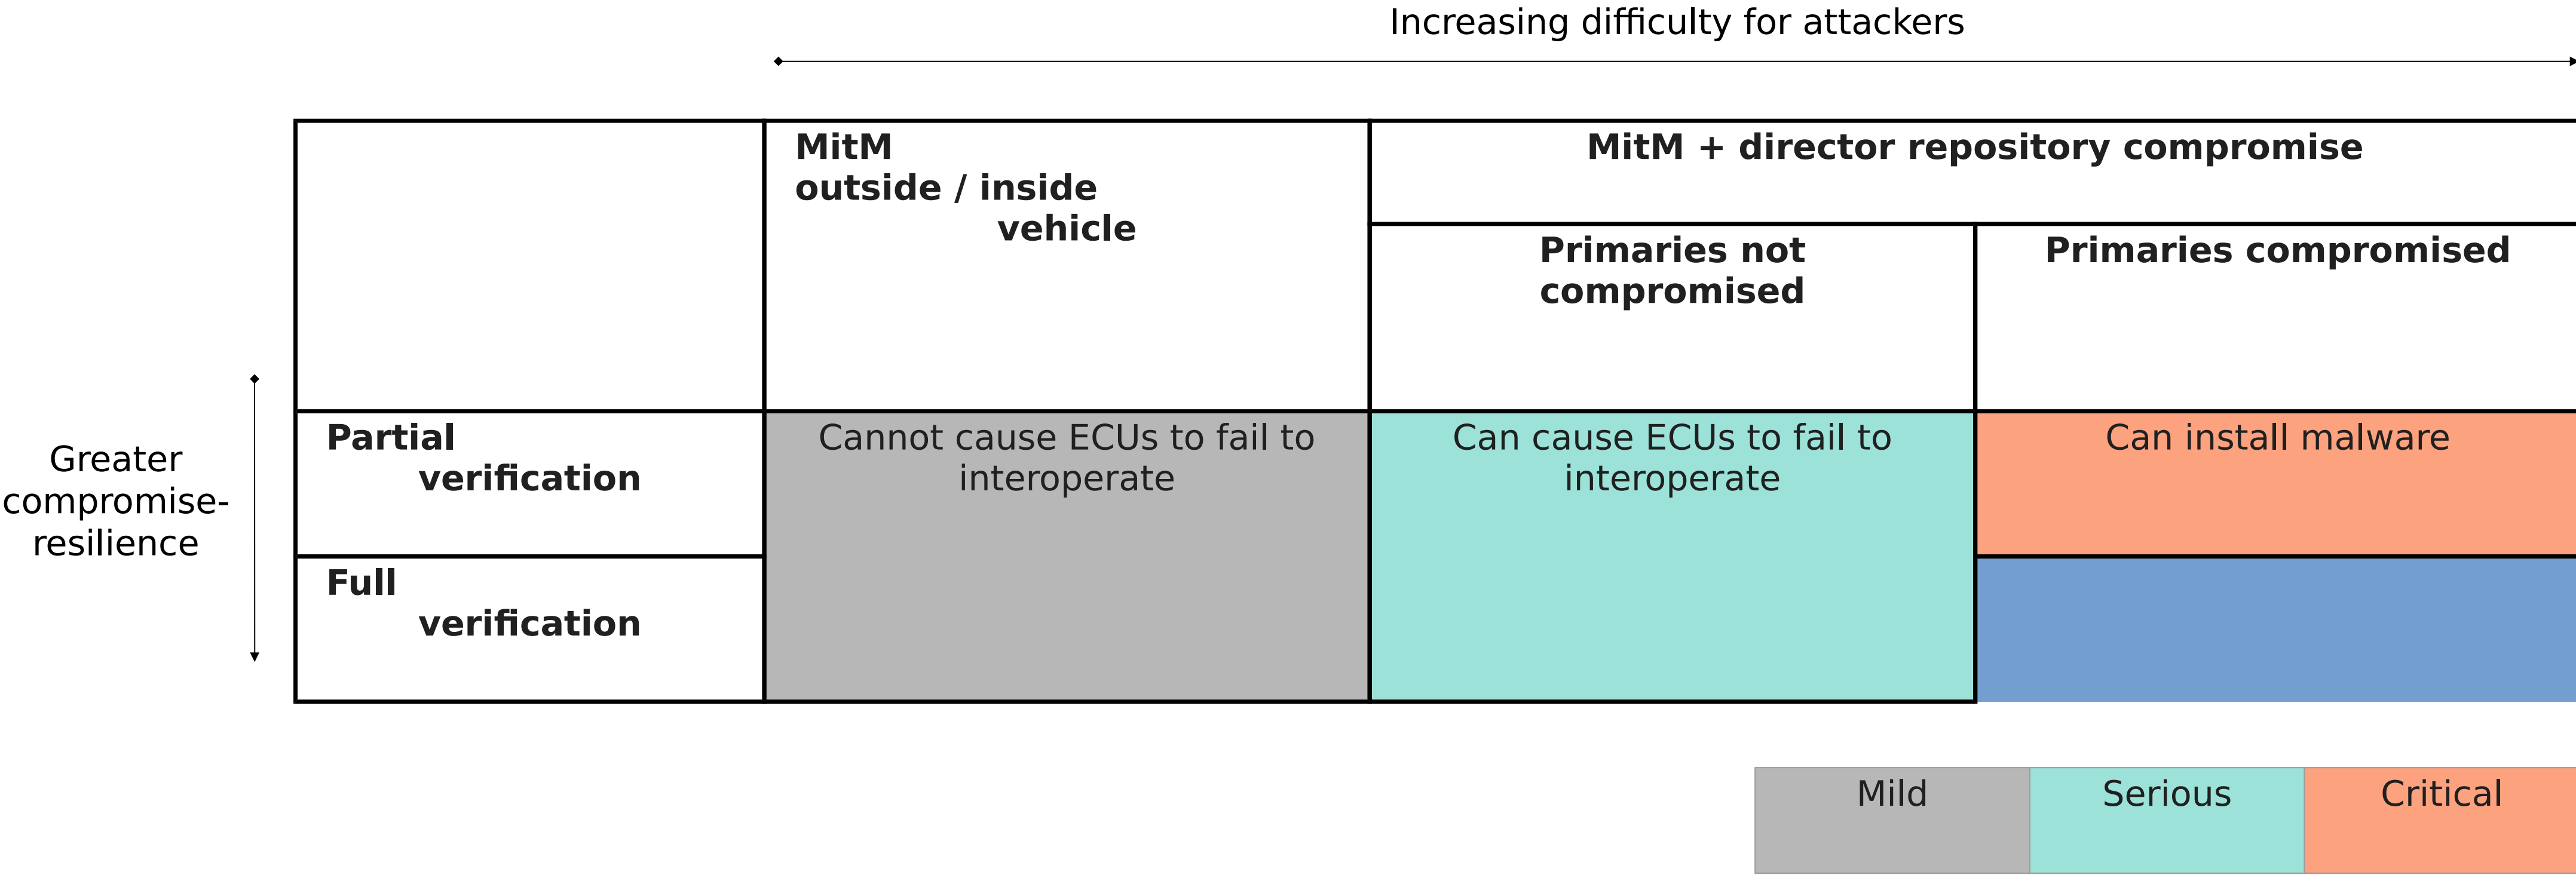 Increasing difficulty for attackers
MitM
outside / inside
vehicle
MitM + director repository compromise
Primaries not
compromised
Primaries compromised
Greater
compromise-
resilience
Partial
verification
Cannot cause ECUs to fail to
interoperate
Can cause ECUs to fail to
interoperate
Can install malware
Full
verification
Mild
Serious
Critical